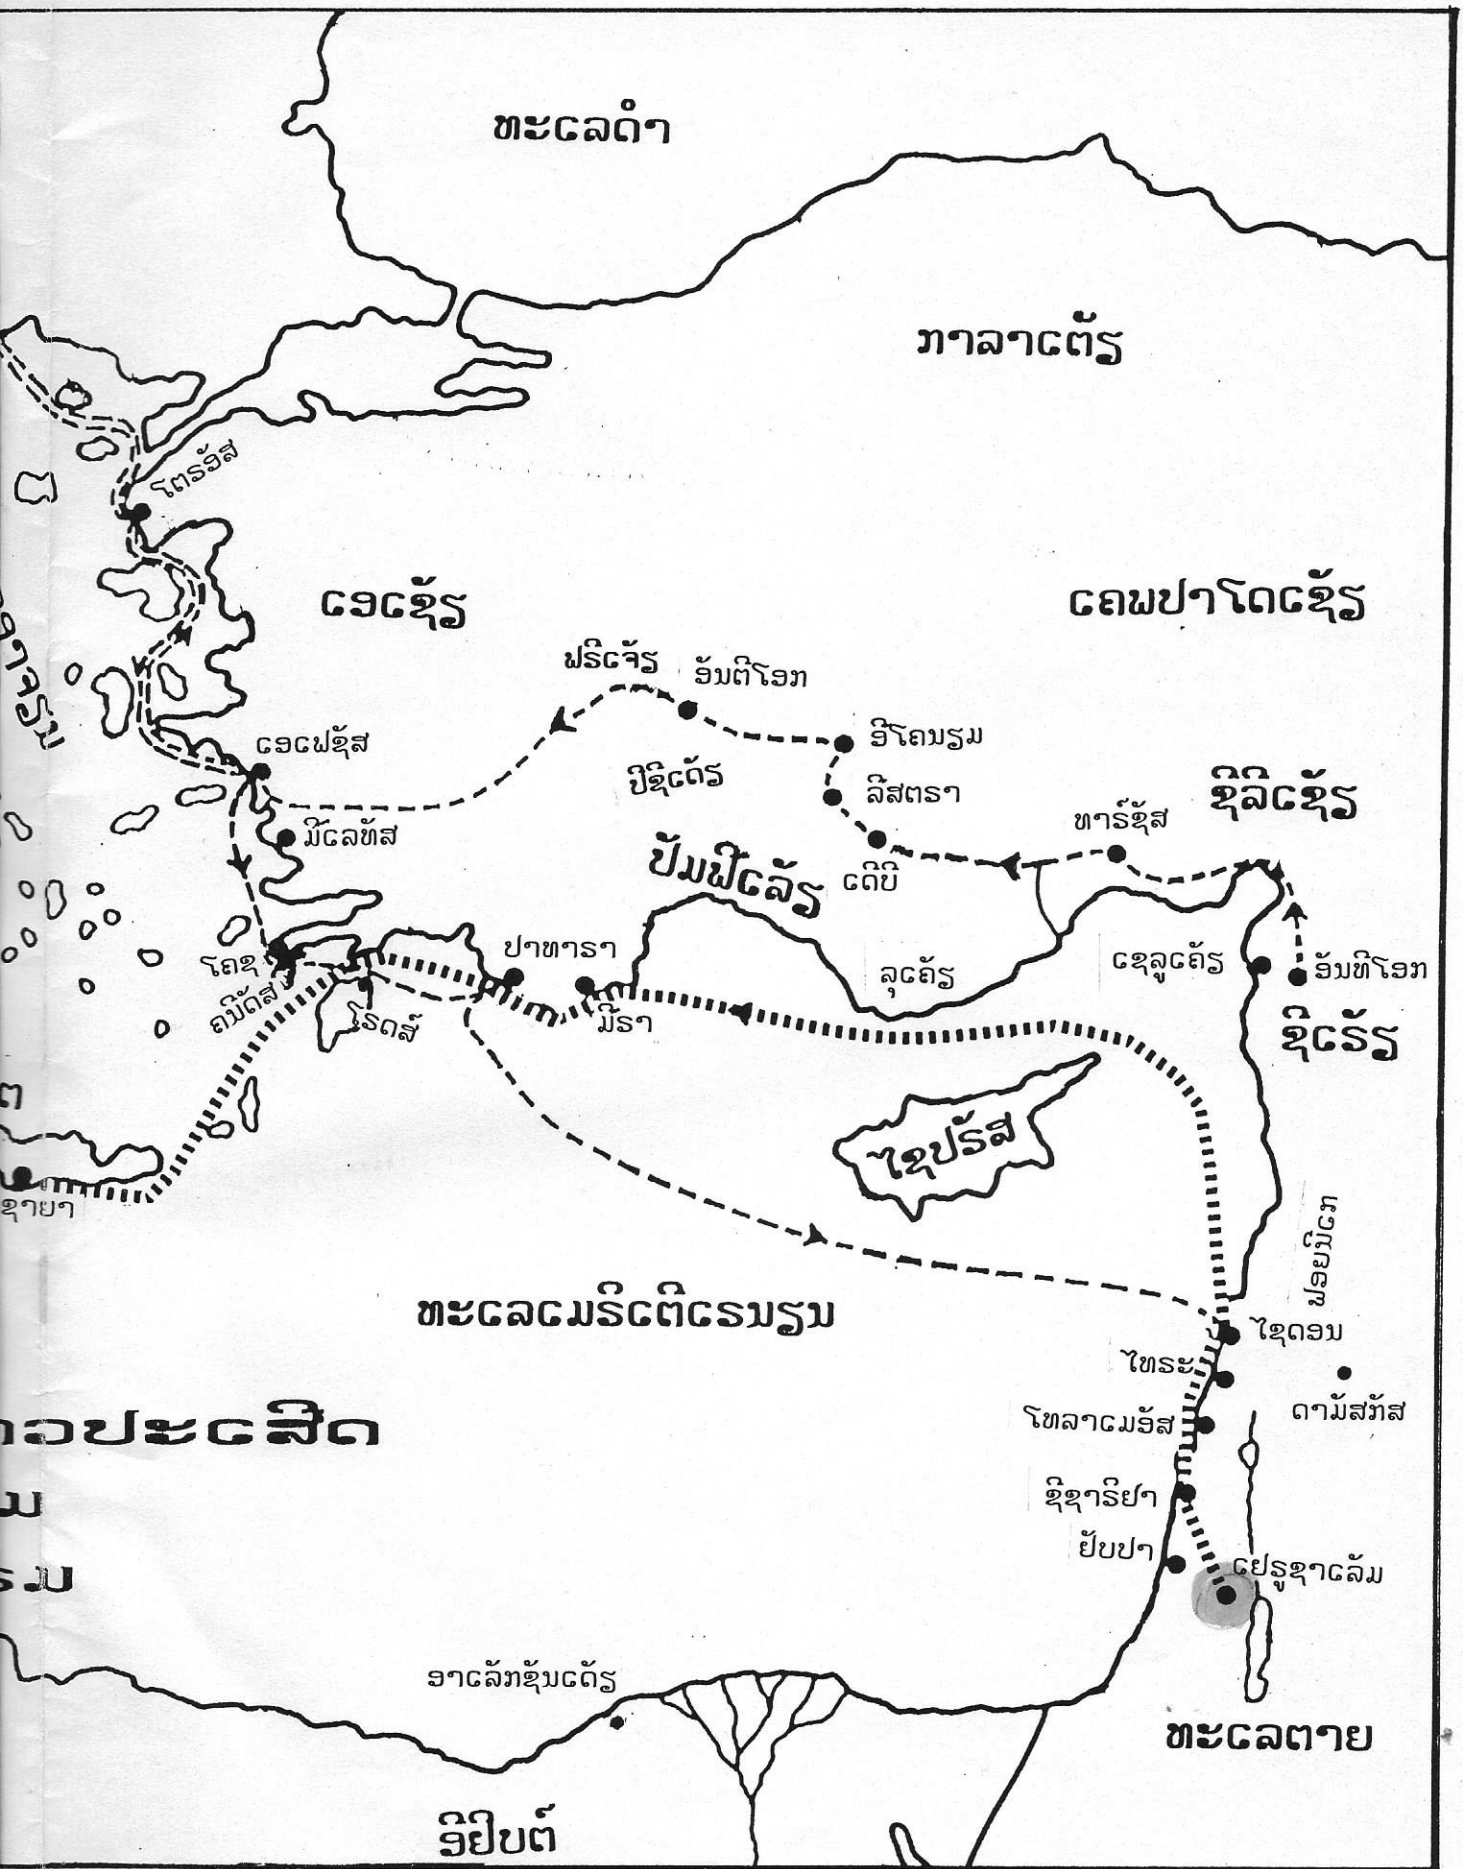 ທະເລດຳ
ກາລາເຕັຽ
ໂຕຣອັສ
ເອເຊັຽ
ເຄພປາໂດເຊັຽ
ຟຣີເຈັຽ
ອັນຕີໂອກ
ອີໂຄນຽມ
ເອເຟຊັສ
ປີຊີເດັຽ
ລີສຕຣາ
ຊີລີເຊັຽ
ທາຣ໌ຊັສ
ມີເລທັສ
ປັມຟີເລັຽ
ເດີບີ
ປາທາຣາ
ລຸເຄັຽ
ເຊລູເຄັຽ
ອັນທີໂອກ
ໂຄຊ
ຄນີດັສ
ໂຣດສ໌
ມີຣາ
ຊີເຣັຽ
ໄຊປຣັສ
ຊາຍາ
ຟອຍນີເກ
ທະເລເມຣິເຕີເຣນຽນ
ໄຊດອນ
ໄທຣະ
ດາມັສກັສ
າວປະເສີດ
ໂທລາເມອັສ
ຊີຊາຣິຢາ
ຢັບປາ
ເຢຣູຊາເລັມ
ອາເລັກຊັນເດັຽ
ທະເລຕາຍ
ອີຢີບຕ໌